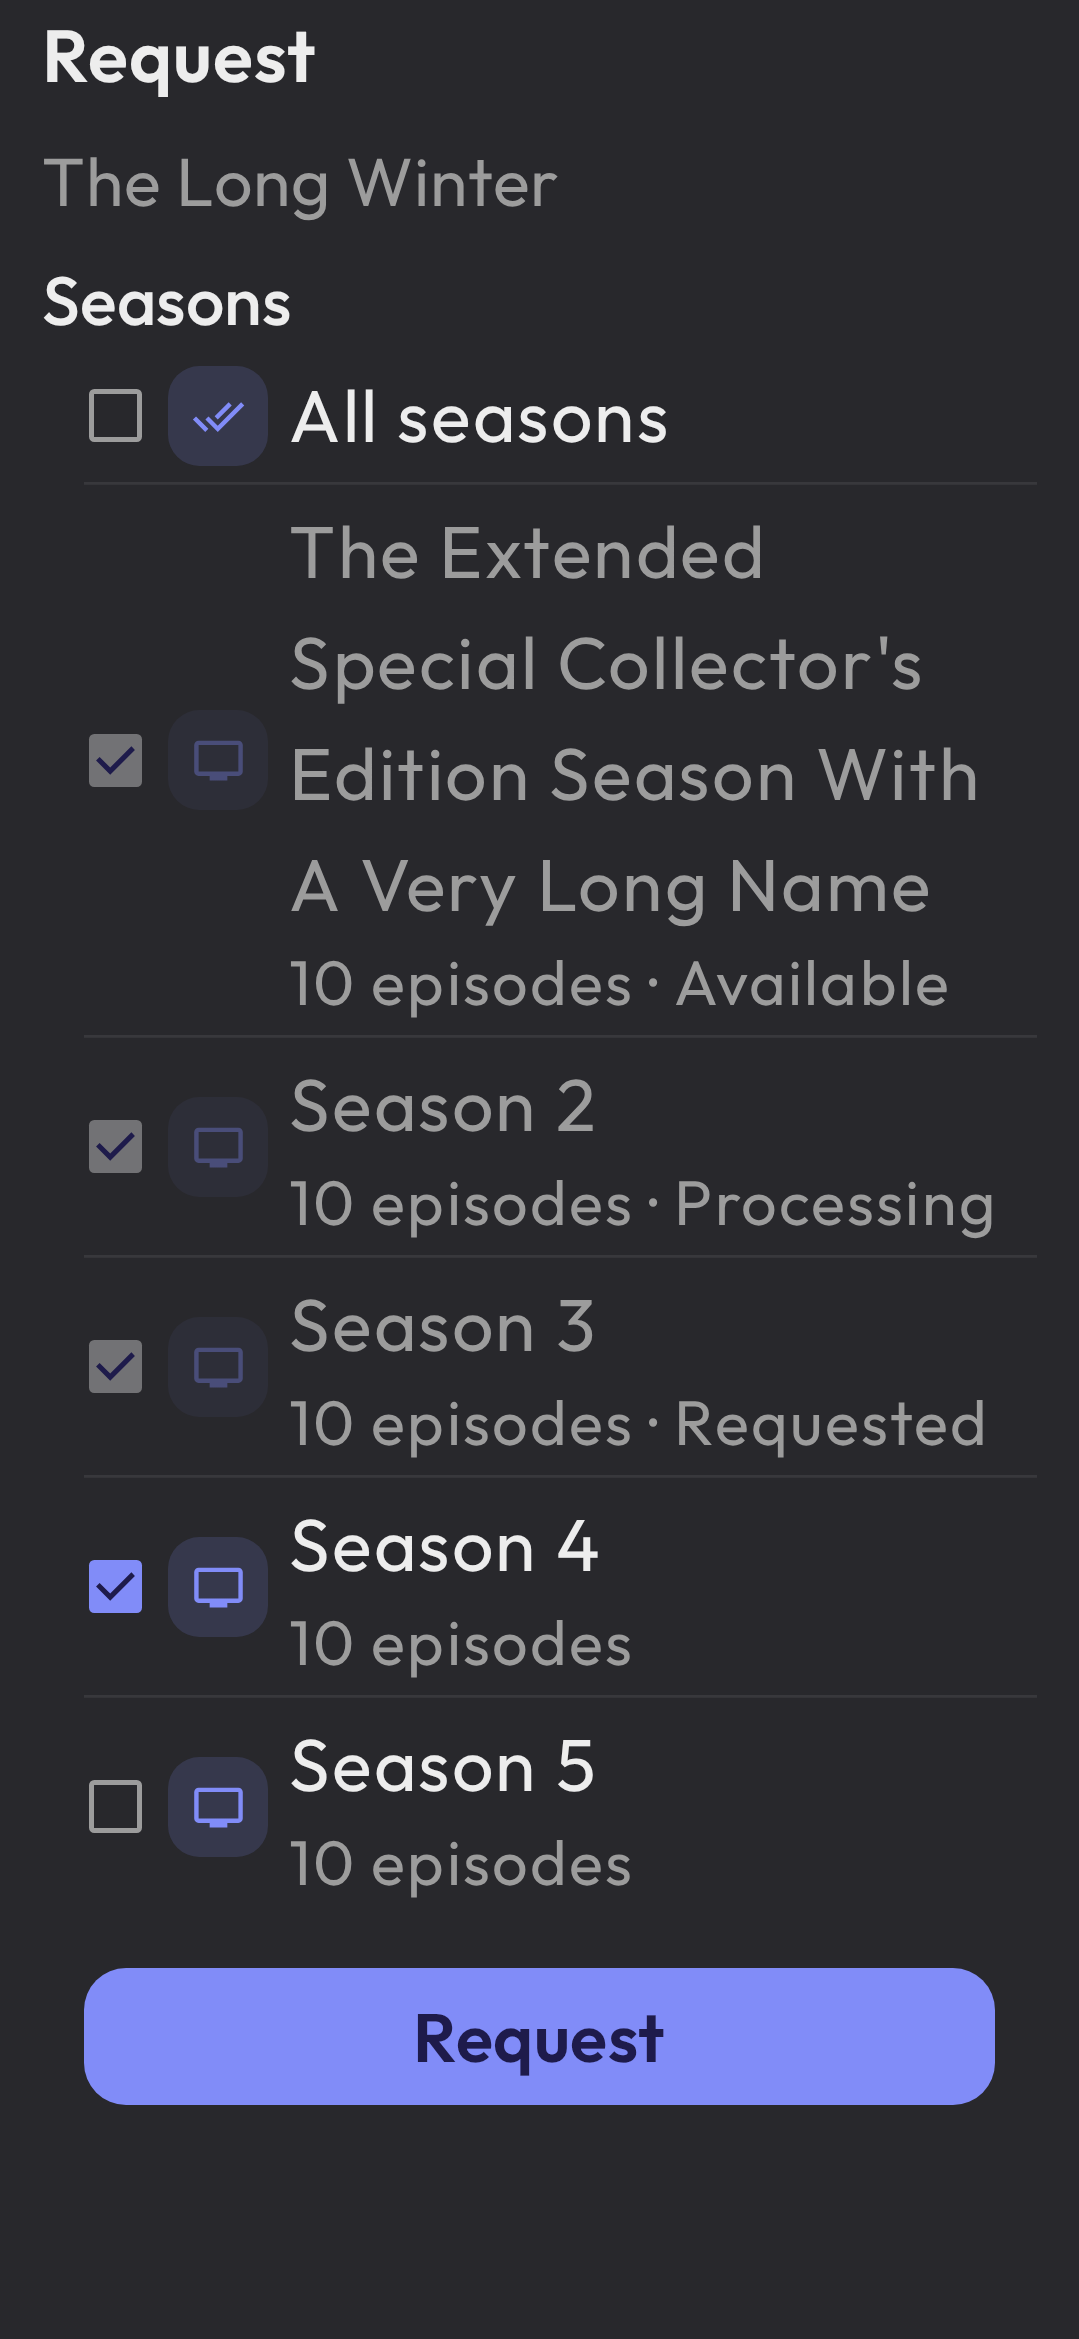 Request
The Long Winter
Seasons
All seasons
The Extended
Special Collector's
Edition Season With
A Very Long Name
10 episodes · Available
Season 2
10 episodes · Processing
Season 3
10 episodes · Requested
Season 4
10 episodes
Season 5
10 episodes
Request